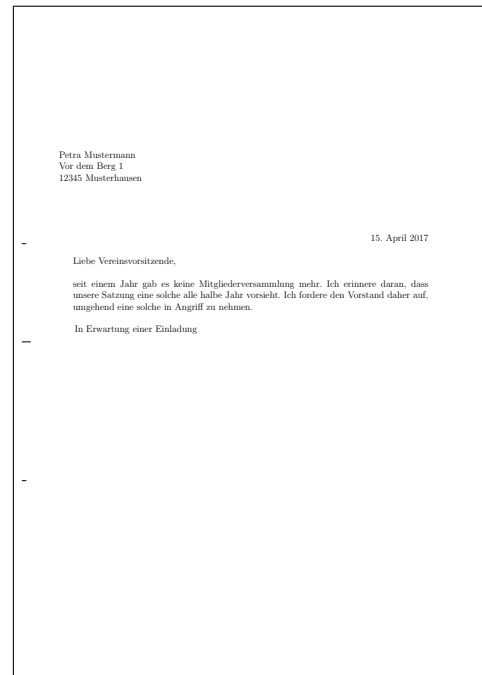 Petra Mustermann
Vor dem Berg 1
12345 Musterhausen
15. April 2017
Liebe Vereinsvorsitzende,
seit einem Jahr gab es keine Mitgliederversammlung mehr. Ich erinnere daran, dass
unsere Satzung eine solche alle halbe Jahr vorsieht. Ich fordere den Vorstand daher auf,
umgehend eine solche in Angriff zu nehmen.
In Erwartung einer Einladung